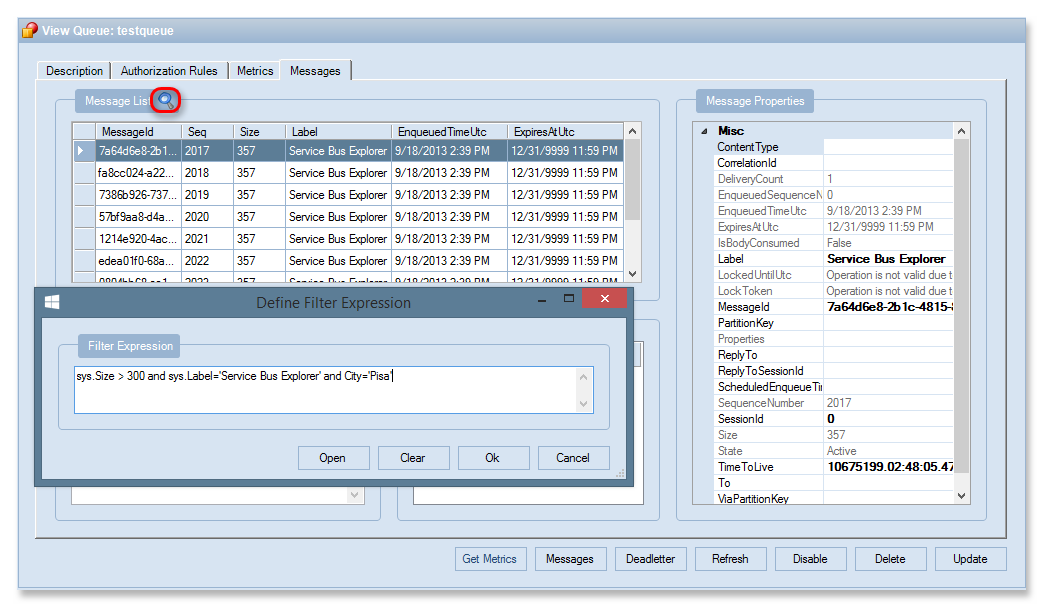 View Queue: testqueue
Description Authorization Rules Metrics Messages
Message List
MessageId Seq Size Label EnqueuedTimeUtc ExpiresAtUtc
7a64d6e8-2b1... 2017 357 Service Bus Explorer 9/18/2013 2:39 PM 12/31/9999 11:59 PM
fa8cc024-a22... 2018 357 Service Bus Explorer 9/18/2013 2:39 PM 12/31/9999 11:59 PM
7386b926-737... 2019 357 Service Bus Explorer 9/18/2013 2:39 PM 12/31/9999 11:59 PM
57bf9aa8-d4a... 2020 357 Service Bus Explorer 9/18/2013 2:39 PM 12/31/9999 11:59 PM
1214e920-4ac... 2021 357 Service Bus Explorer 9/18/2013 2:39 PM 12/31/9999 11:59 PM
edea01f0-68a... 2022 357 Service Bus Explorer 9/18/2013 2:39 PM 12/31/9999 11:59 PM
Define Filter Expression
Filter Expression
sys.Size > 300 and sys.Label='Service Bus Explorer' and City='Pisa'
Open Clear Ok Cancel
Message Properties
Misc
ContentType
CorrelationId
DeliveryCount 1
EnqueuedSequenceN 0
EnqueuedTimeUtc 9/18/2013 2:39 PM
ExpiresAtUtc 12/31/9999 11:59 PM
IsBodyConsumed False
Label Service Bus Explorer
LockedUntilUtc Operation is not valid due t
LockToken Operation is not valid due t
MessageId 7a64d6e8-2b1c-4815-
PartitionKey
Properties
ReplyTo
ReplyToSessionId
ScheduledEnqueueTi
SequenceNumber 2017
SessionId 0
Size 357
State Active
TimeToLive 10675199.02:48:05.47
To
ViaPartitionKey
Get Metrics Messages Deadletter Refresh Disable Delete Update